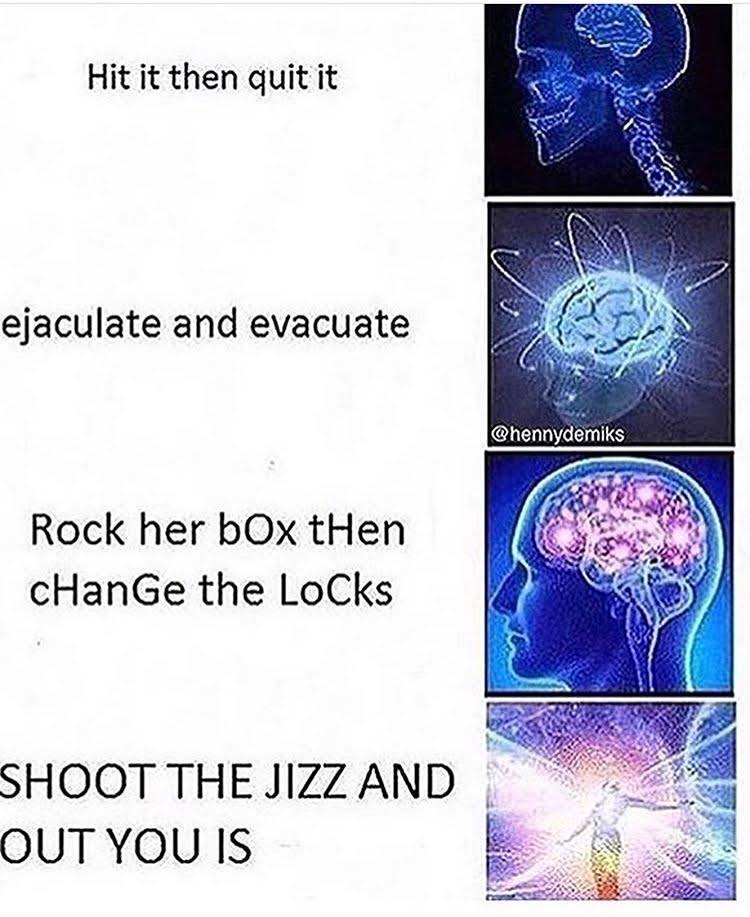 Hit it then quit it
ejaculate and evacuate
@hennydemiks
Rock her bOx tHen
cHanGe the LoCks
SHOOT THE JIZZ AND
OUT YOU IS